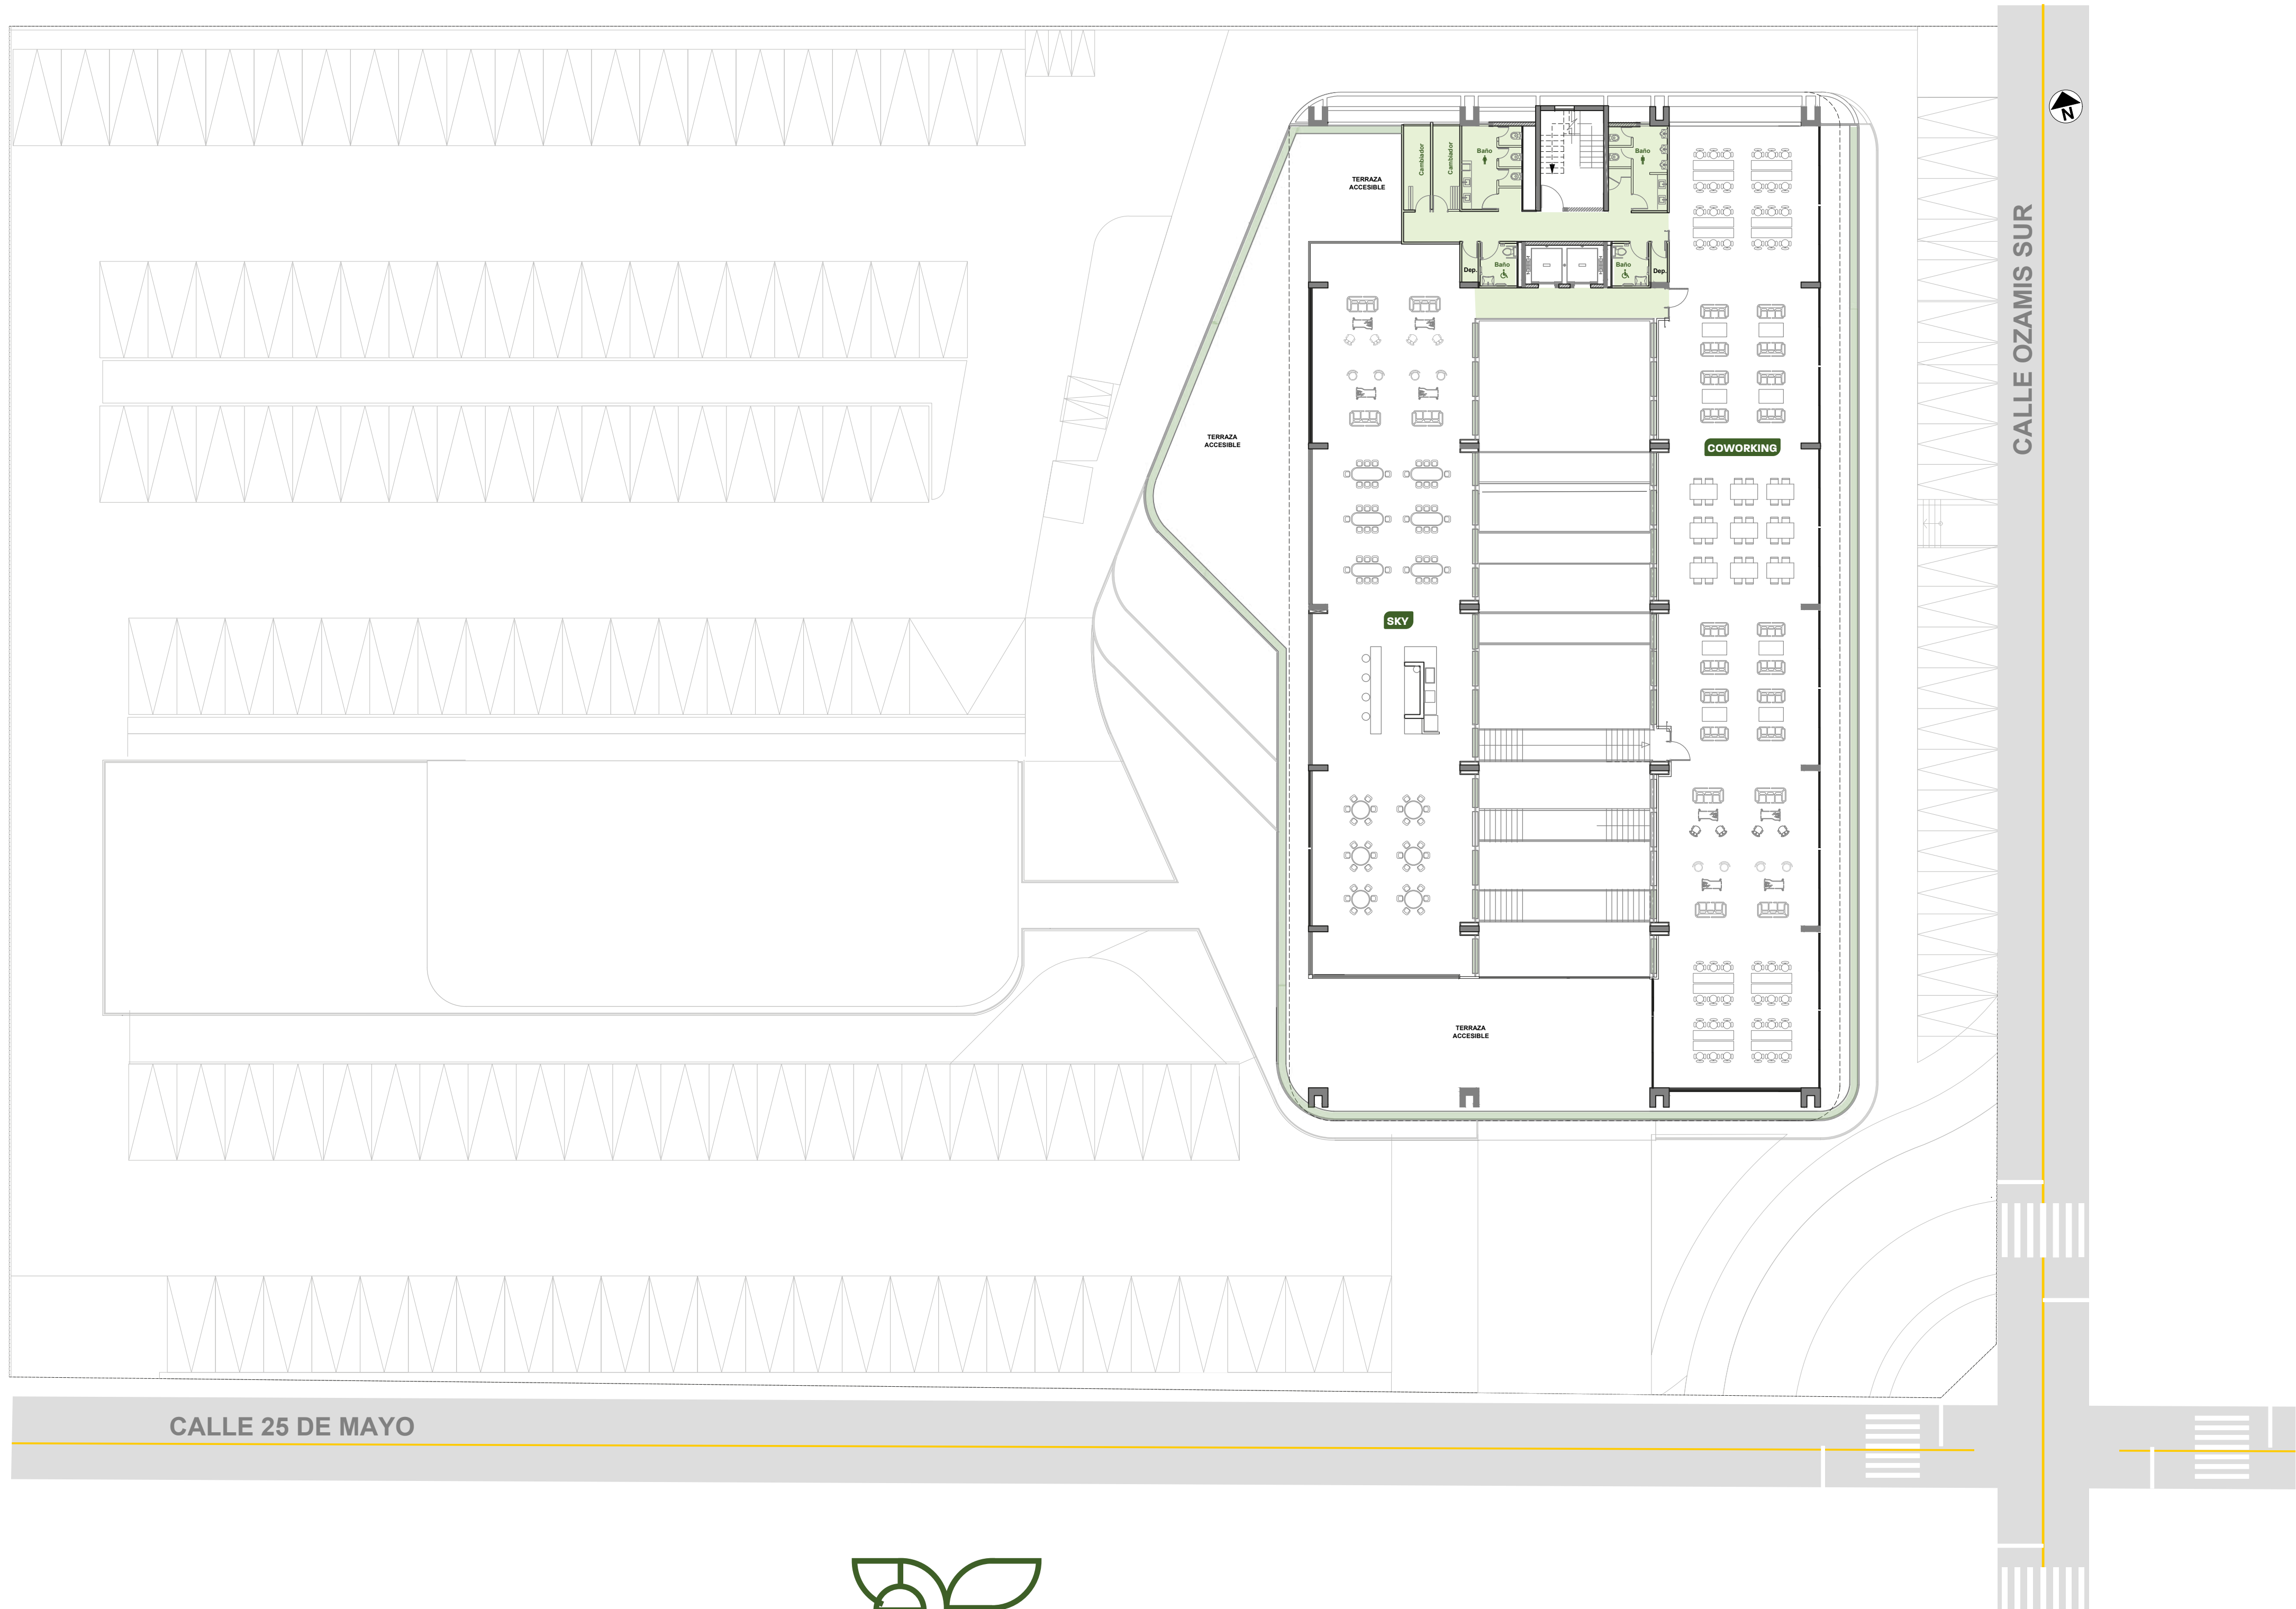 N
Cambiador
Cambiador
Baño
Baño
TERRAZA
ACCESIBLE
Dep.
Baño
Baño
Dep.
CALLE OZAMIS SUR
TERRAZA
ACCESIBLE
COWORKING
SKY
TERRAZA
ACCESIBLE
CALLE 25 DE MAYO